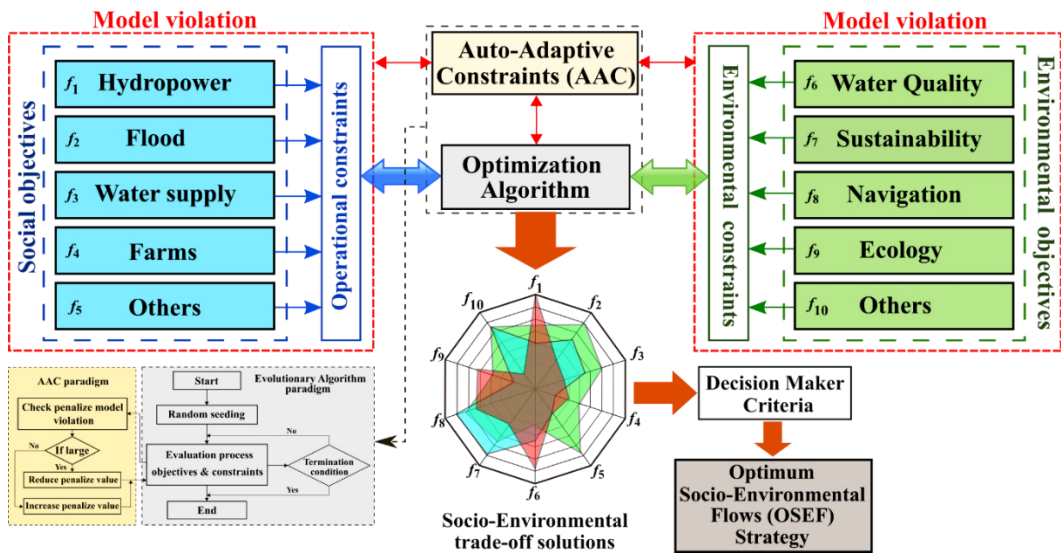 Model violation
Social objectives
f1 Hydropower
f2 Flood
f3 Water supply
f4 Farms
f5 Others
Operational constraints
Auto-Adaptive
Constraints (AAC)
Optimization
Algorithm
Model violation
Environmental constraints
f6 Water Quality
f7 Sustainability
f8 Navigation
f9 Ecology
f10 Others
Environmental objectives
AAC paradigm
Check penalize model
violation
If large
No
Yes
Reduce penalize value
Increase penalize value
Evolutionary Algorithm
paradigm
Start
Random seeding
No
Evaluation process
objectives & constraints
Termination
condition
Yes
End
f1
f2
f3
f4
f5
f6
f7
f8
f9
f10
Socio-Environmental
trade-off solutions
Decision Maker
Criteria
Optimum
Socio-Environmental
Flows (OSEF)
Strategy